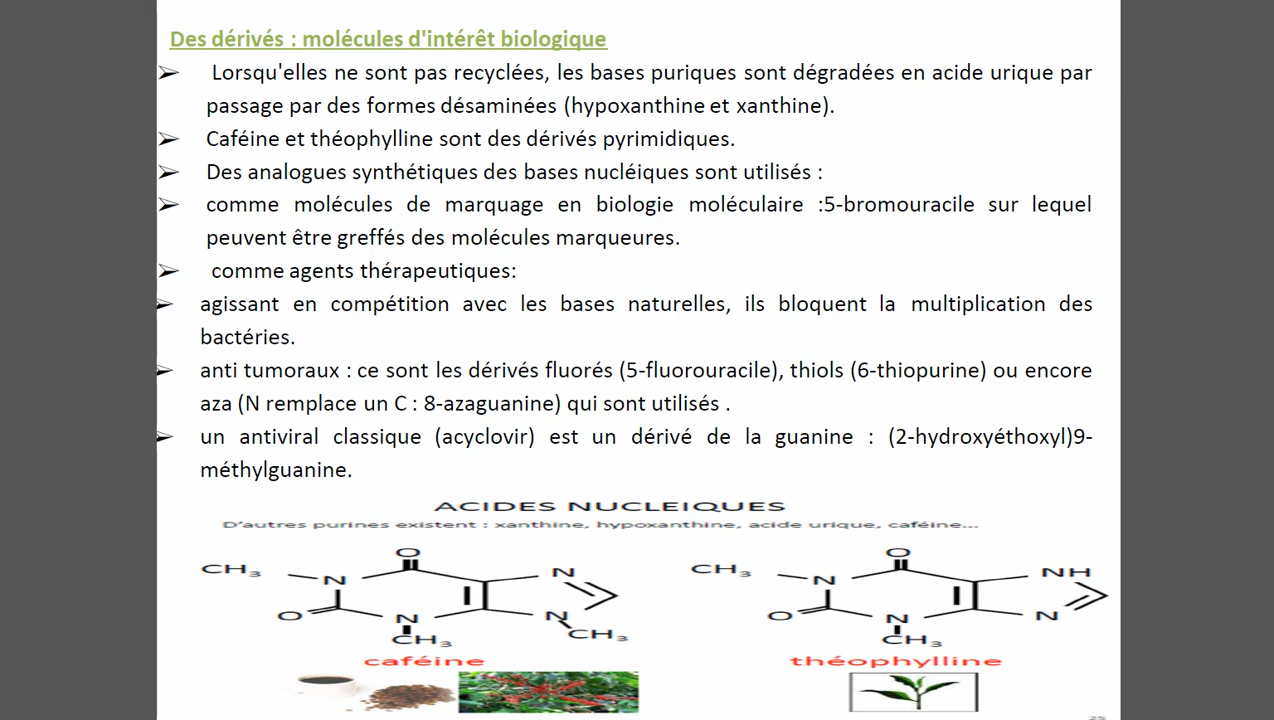 Des dérivés : molécules d'intérêt biologique
➢ Lorsqu'elles ne sont pas recyclées, les bases puriques sont dégradées en acide urique par
passage par des formes désaminées (hypoxanthine et xanthine).
➢ Caféine et théophylline sont des dérivés pyrimidiques.
➢ Des analogues synthétiques des bases nucléiques sont utilisés :
➢ comme molécules de marquage en biologie moléculaire :5-bromouracile sur lequel
peuvent être greffés des molécules marqueures.
➢ comme agents thérapeutiques:
➢ agissant en compétition avec les bases naturelles, ils bloquent la multiplication des
bactéries.
➢ anti tumoraux : ce sont les dérivés fluorés (5-fluorouracile), thiols (6-thiopurine) ou encore
aza (N remplace un C : 8-azaguanine) qui sont utilisés .
➢ un antiviral classique (acyclovir) est un dérivé de la guanine : (2-hydroxyéthoxyl)9-
méthylguanine.
ACIDES NUCLEIQUES
D'autres purines existent : xanthine, hypoxanthine, acide urique, caféine...
O O
CH3 N N CH3 N NH
O N N O N N
CH3 CH3 CH3
caféine théophylline
25